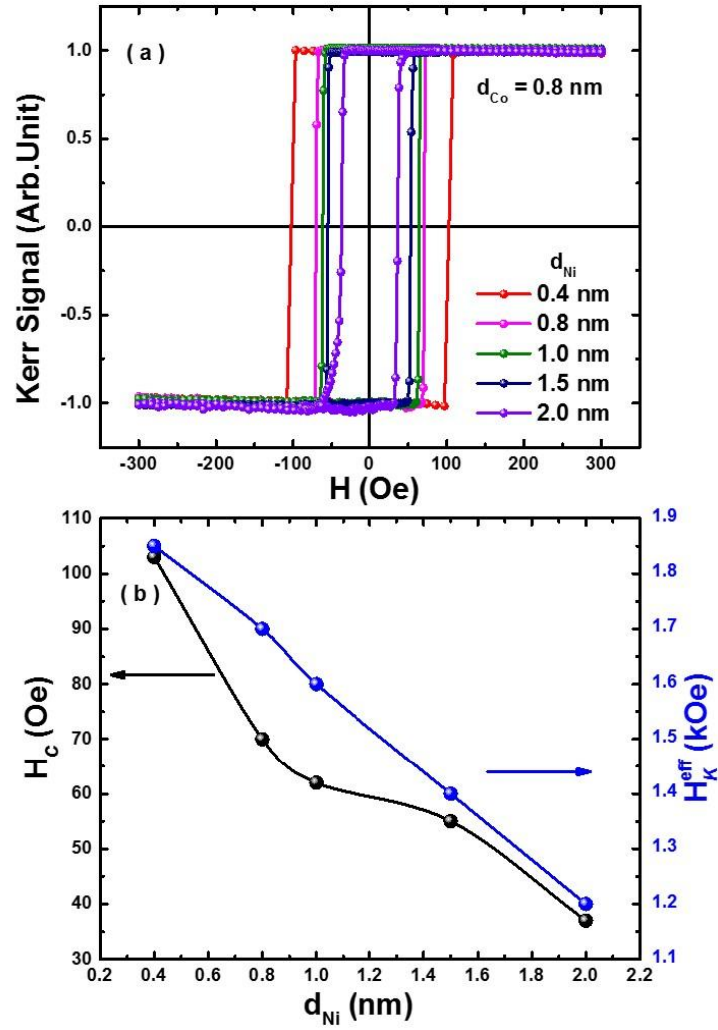 ( a )
d_Co = 0.8 nm
1.0
0.5
0.0
-0.5
-1.0
Kerr Signal (Arb.Unit)
d_Ni
0.4 nm
0.8 nm
1.0 nm
1.5 nm
2.0 nm
-300 -200 -100 0 100 200 300
H (Oe)
( b )
110
100
90
80
70
60
50
40
30
H_C (Oe)
1.9
1.8
1.7
1.6
1.5
1.4
1.3
1.2
1.1
H_K^eff (kOe)
0.2 0.4 0.6 0.8 1.0 1.2 1.4 1.6 1.8 2.0 2.2
d_Ni (nm)